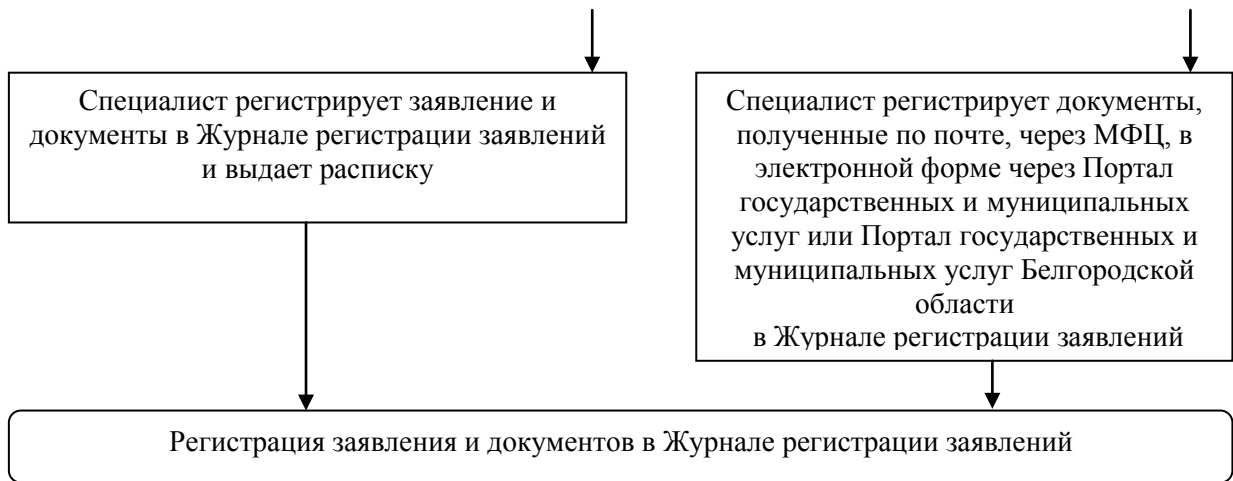 Специалист регистрирует заявление и
документы в Журнале регистрации заявлений
и выдает расписку
Специалист регистрирует документы,
полученные по почте, через МФЦ, в
электронной форме через Портал
государственных и муниципальных
услуг или Портал государственных и
муниципальных услуг Белгородской
области
в Журнале регистрации заявлений
Регистрация заявления и документов в Журнале регистрации заявлений